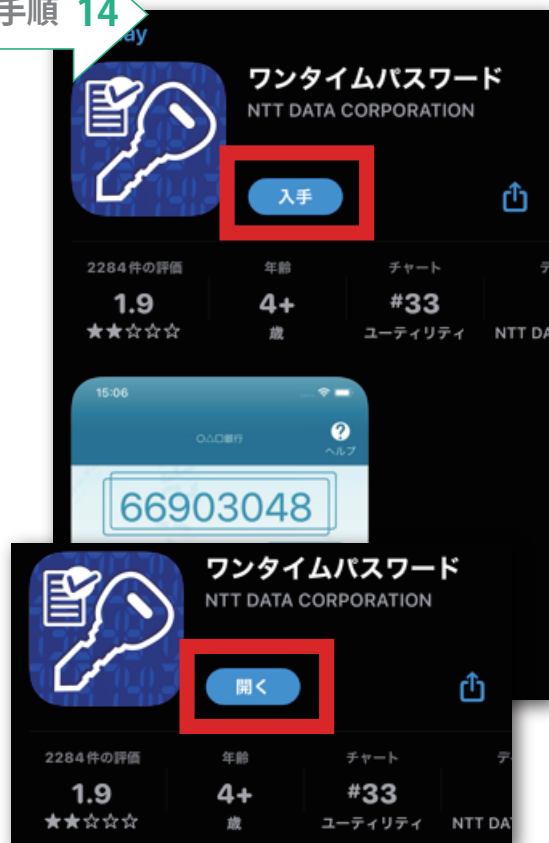 手順 14
ay
ワンタイムパスワード
NTT DATA CORPORATION
入手
2284件の評価
年齢
チャート
デ
1.9
4+
#33
★★☆☆☆
歳
ユーティリティ
NTT DA
15:06
○△□銀行
?
ヘルプ
66903048
ワンタイムパスワード
NTT DATA CORPORATION
開く
2284件の評価
年齢
チャート
デ
1.9
4+
#33
★★☆☆☆
歳
ユーティリティ
NTT DA